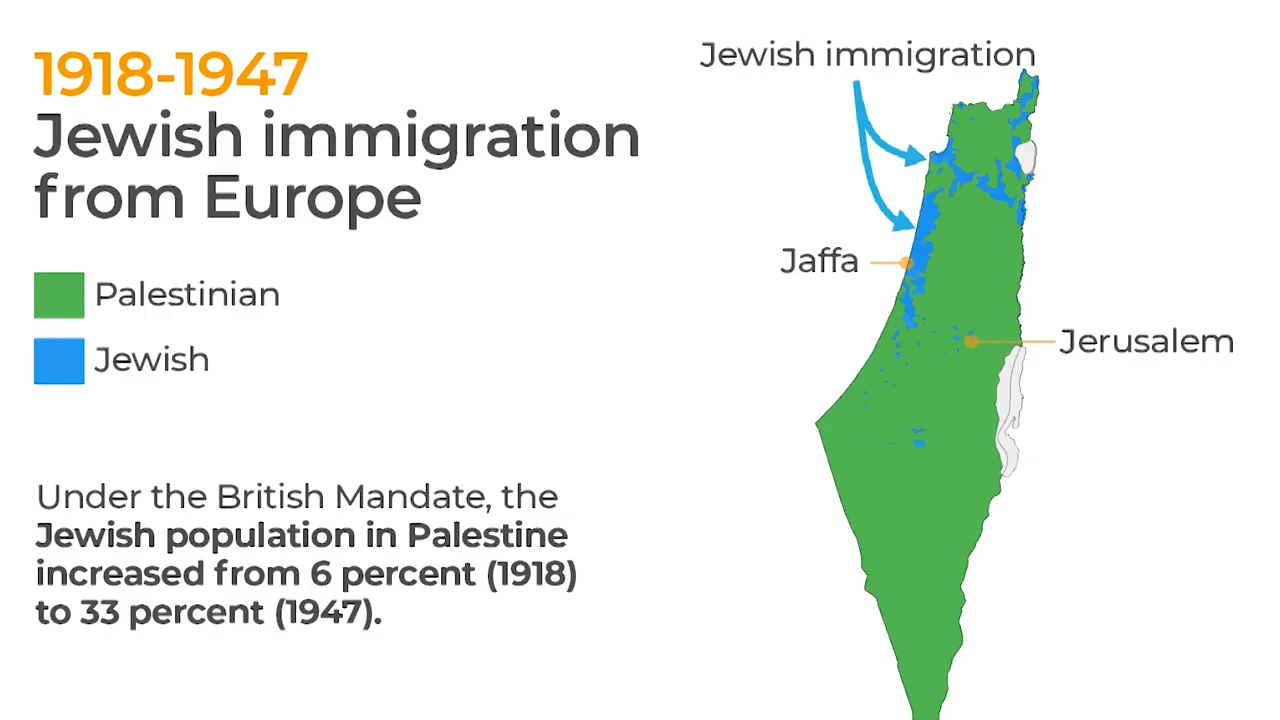 1918-1947
Jewish immigration
from Europe
Palestinian
Jewish
Under the British Mandate, the
Jewish population in Palestine
increased from 6 percent (1918)
to 33 percent (1947).
Jewish immigration
Jaffa
Jerusalem